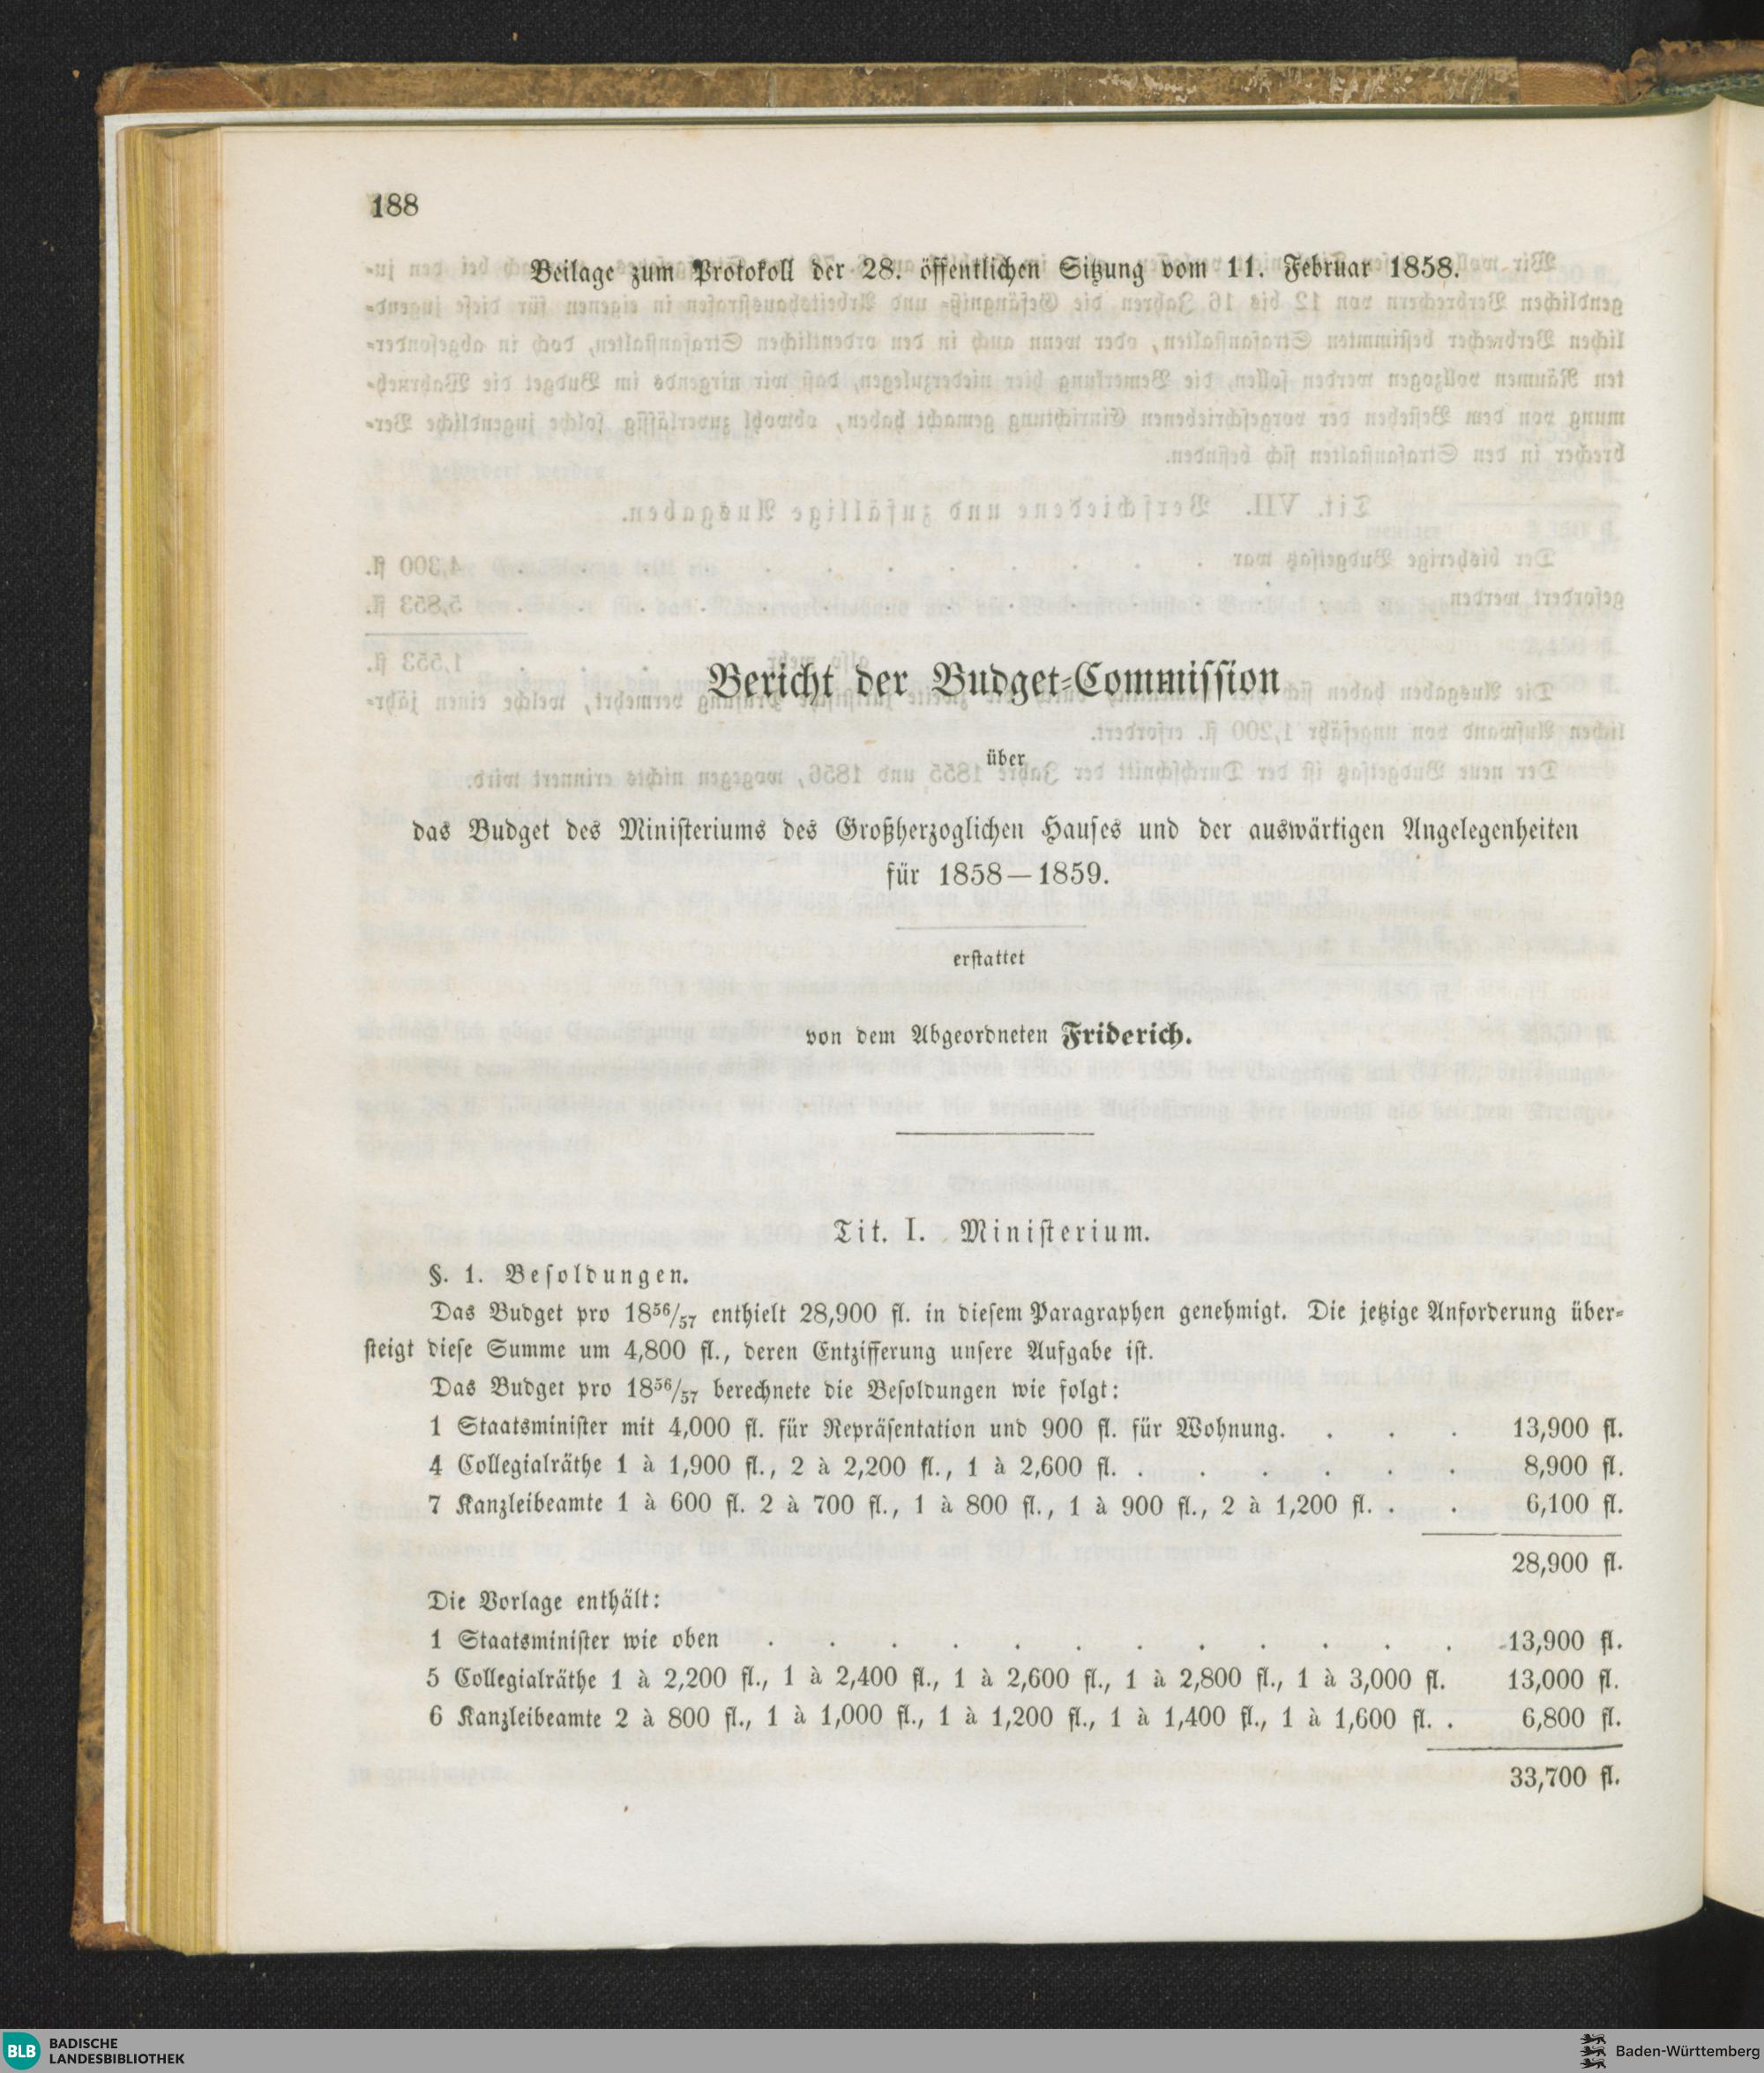 188
Beilage zum Protokoll der 28. öffentlichen Sitzung vom 11. Februar 1858.
Bericht der Budget-Commission
über
das Budget des Ministeriums des Großherzoglichen Hauses und der auswärtigen Angelegenheiten
für 1858—1859.
erstattet
von dem Abgeordneten Friderich.
Tit. I. Ministerium.
§. 1. Besoldungen.
Das Budget pro 18⁵⁶/₅₇ enthielt 28,900 fl. in diesem Paragraphen genehmigt. Die jetzige Anforderung über-
steigt diese Summe um 4,800 fl., deren Entzifferung unsere Aufgabe ist.
Das Budget pro 18⁵⁶/₅₇ berechnete die Besoldungen wie folgt:
1 Staatsminister mit 4,000 fl. für Repräsentation und 900 fl. für Wohnung. . . . 13,900 fl.
4 Collegialräthe 1 à 1,900 fl., 2 à 2,200 fl., 1 à 2,600 fl. . . . . . . 8,900 fl.
7 Kanzleibeamte 1 à 600 fl. 2 à 700 fl., 1 à 800 fl., 1 à 900 fl., 2 à 1,200 fl. . . 6,100 fl.
28,900 fl.
Die Vorlage enthält:
1 Staatsminister wie oben . . . . . . . . . . . . 13,900 fl.
5 Collegialräthe 1 à 2,200 fl., 1 à 2,400 fl., 1 à 2,600 fl., 1 à 2,800 fl., 1 à 3,000 fl. 13,000 fl.
6 Kanzleibeamte 2 à 800 fl., 1 à 1,000 fl., 1 à 1,200 fl., 1 à 1,400 fl., 1 à 1,600 fl. . 6,800 fl.
33,700 fl.
BLB BADISCHE
LANDESBIBLIOTHEK
Baden-Württemberg